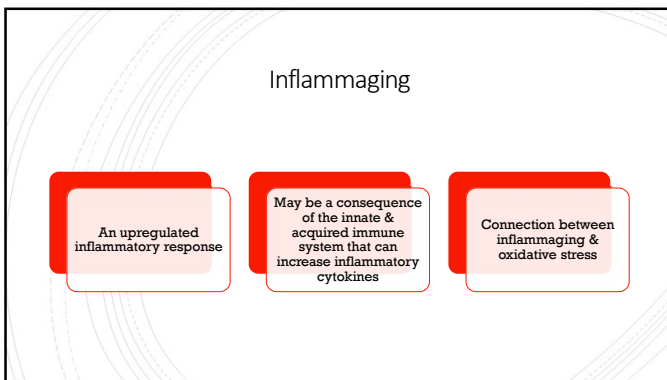 Inflammaging
An upregulated
inflammatory response
May be a consequence
of the innate &
acquired immune
system that can
increase inflammatory
cytokines
Connection between
inflammaging &
oxidative stress